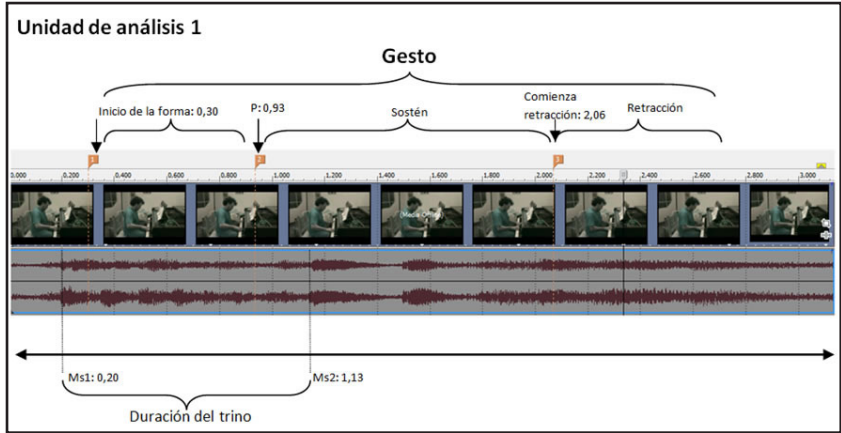 Unidad de análisis 1
Gesto
Inicio de la forma: 0,30
P: 0,93
Sostén
Comienza
retracción: 2,06
Retracción
1
2
3
0.000 0,200 0,400 0,600 0,800 1,000 1,200 1,400 1,600 1,800 2,000 2,200 2,400 2,600 2,800 3,000
Ms1: 0,20
Ms2: 1,13
Duración del trino